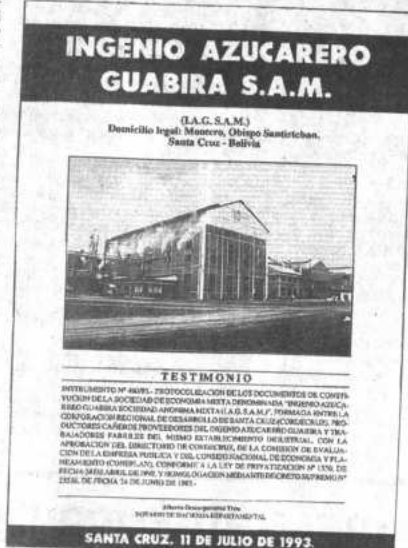 INGENIO AZUCARERO
GUABIRA S.A.M.
(I.A.G. S.A.M.)
Domicilio legal: Montero, Obispo Santisteban.
Santa Cruz - Bolivia
TESTIMONIO
INSTRUMENTO Nº PROTOCOLIZACION DE LOS DOCUMENTOS DE CONSTI-
TUCION DE LA SOCIEDAD DE ECONOMIA MIXTA DENOMINADA "INGENIO AZUCA-
RERO GUABIRA SOCIEDAD ANONIMA MIXTA (I.A.G. S.A.M.)", FORMADA ENTRE LA
CORPORACION REGIONAL DE DESARROLLO DE SANTA CRUZ (CORDECRUZ), PRO-
DUCTORES CAÑEROS PROVEEDORES DEL INGENIO AZUCARERO GUABIRA Y TRA-
BAJADORES FABRILES DEL MISMO ESTABLECIMIENTO INDUSTRIAL, CON LA
APROBACION DEL DIRECTORIO DE CORDECRUZ, DE LA COMISION DE EVALUA-
CION DE LA EMPRESA PUBLICA Y DEL CONSEJO NACIONAL DE ECONOMIA Y PLA-
NEAMIENTO (CONEPLAN), CONFORME A LA LEY DE PRIVATIZACION Nº 1330, DE
FECHA 24 DE ABRIL DE 1992, Y HOMOLOGACION MEDIANTE DECRETO SUPREMO Nº
DE FECHA DE JUNIO DE 1993.-
Alberto
NOTARIO DE HACIENDA DEPARTAMENTAL
SANTA CRUZ, 11 DE JULIO DE 1993.